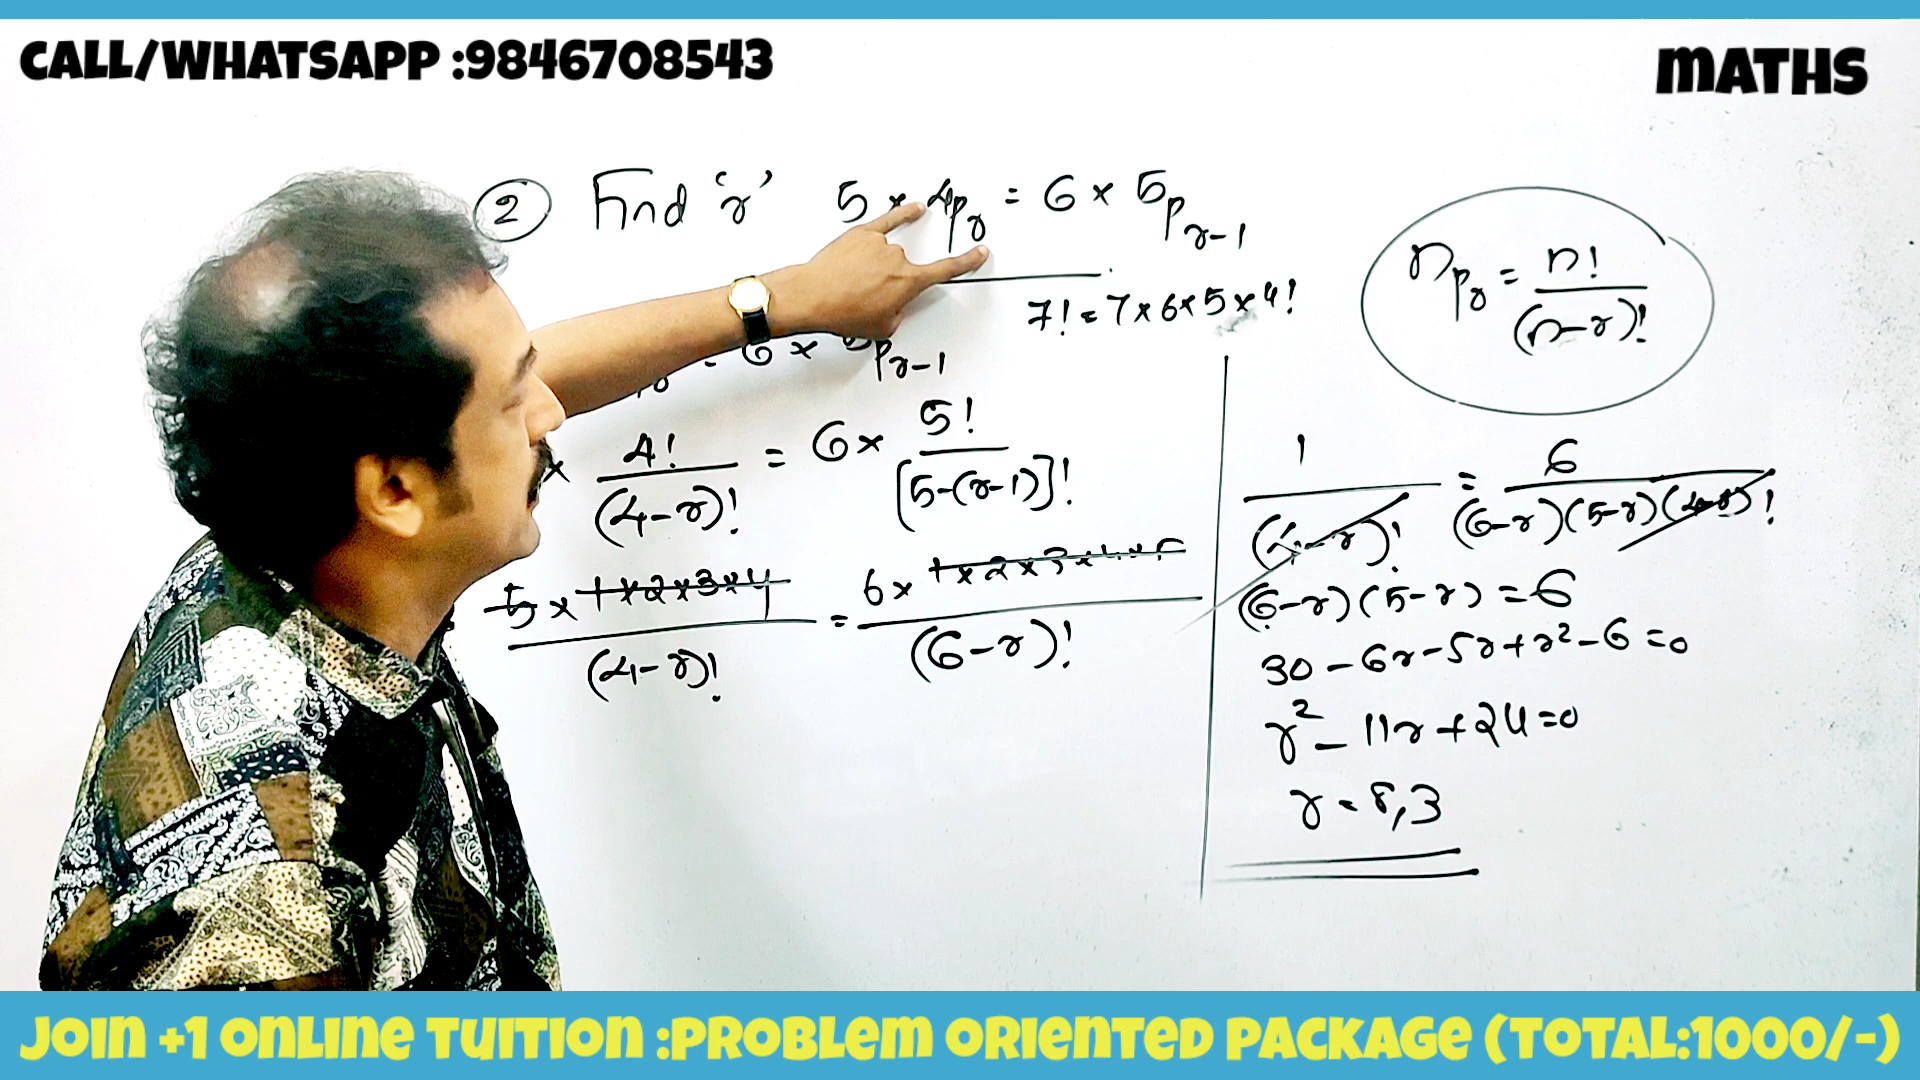 CALL/WHATSAPP :9846708543
MATHS
② Find 'r' 5 × 4Pr = 6 × 5Pr-1
nPr = n!/(n-r)!
7! = 7×6×5×4!
= 6 × 5Pr-1
× 4!/(4-r)! = 6× 5!/[5-(r-1)]!
5 × 1×2×3×4/(4-r)! = 6× 1×2×3×4×5/(6-r)!
1/(4-r)! = 6/(6-r)(5-r)(4-r)!
(6-r)(5-r) = 6
30 - 6r - 5r + r² - 6 = 0
r² - 11r + 24 = 0
r = 8,3
JOIN +1 ONLINE TUITION :PROBLEM ORIENTED PACKAGE (TOTAL:1000/-)